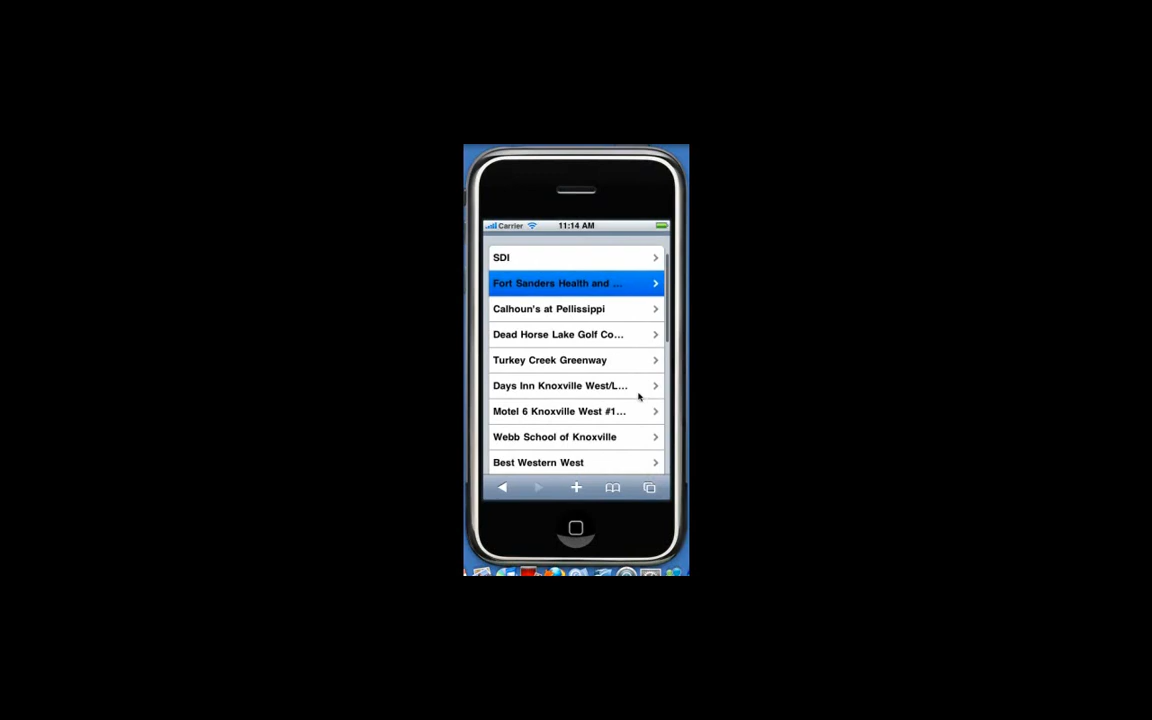 Carrier 11:14 AM
SDI
Fort Sanders Health and ...
Calhoun's at Pellissippi
Dead Horse Lake Golf Co...
Turkey Creek Greenway
Days Inn Knoxville West/L...
Motel 6 Knoxville West #1...
Webb School of Knoxville
Best Western West